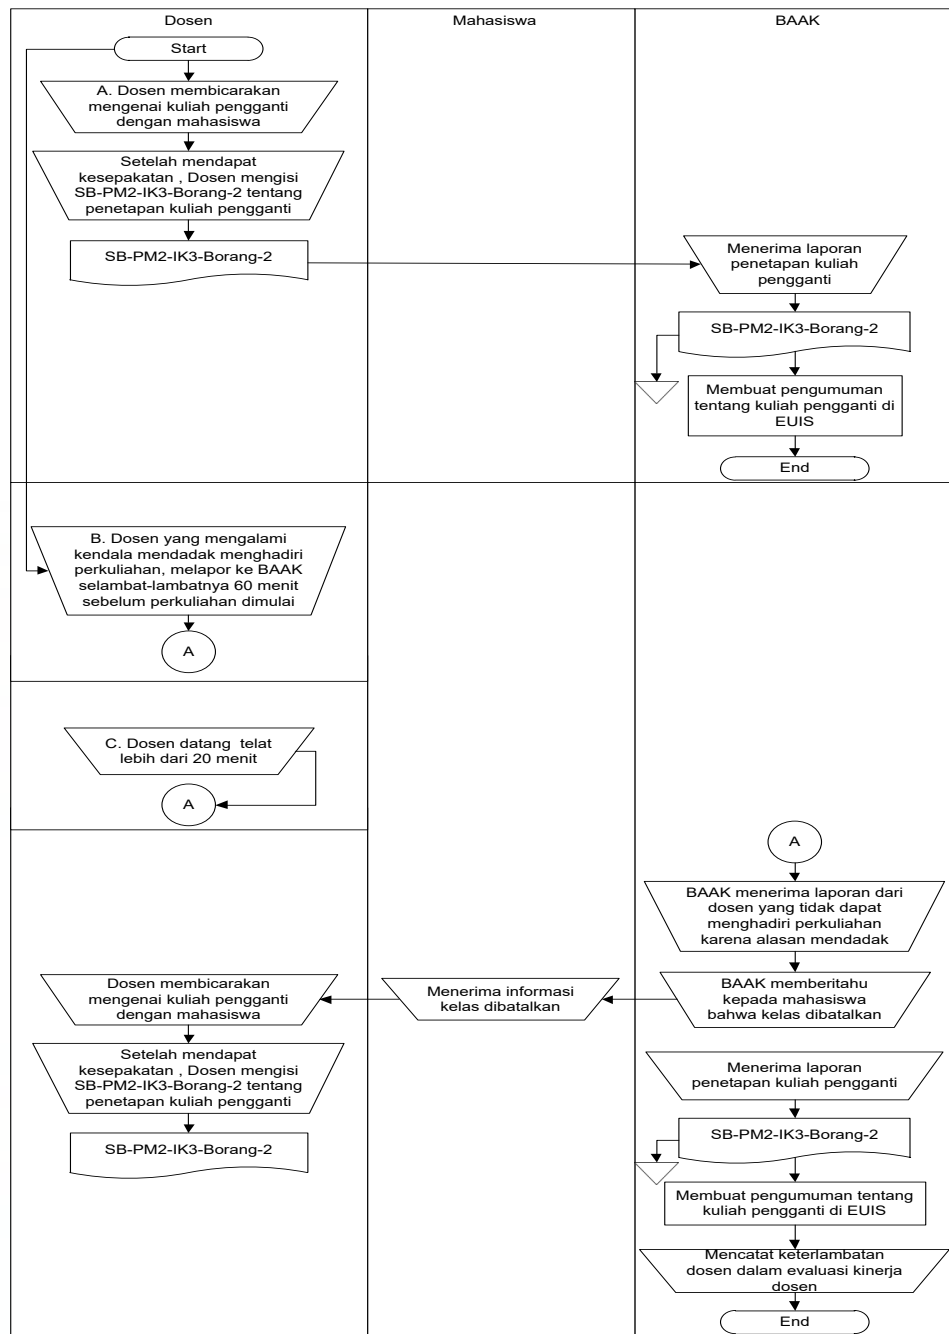 Dosen
Mahasiswa
BAAK
Start
A. Dosen membicarakan
mengenai kuliah pengganti
dengan mahasiswa
Setelah mendapat
kesepakatan , Dosen mengisi
SB-PM2-IK3-Borang-2 tentang
penetapan kuliah pengganti
SB-PM2-IK3-Borang-2
Menerima laporan
penetapan kuliah
pengganti
SB-PM2-IK3-Borang-2
Membuat pengumuman
tentang kuliah pengganti di
EUIS
End
B. Dosen yang mengalami
kendala mendadak menghadiri
perkuliahan, melapor ke BAAK
selambat-lambatnya 60 menit
sebelum perkuliahan dimulai
A
C. Dosen datang telat
lebih dari 20 menit
A
A
BAAK menerima laporan dari
dosen yang tidak dapat
menghadiri perkuliahan
karena alasan mendadak
BAAK memberitahu
kepada mahasiswa
bahwa kelas dibatalkan
Menerima informasi
kelas dibatalkan
Dosen membicarakan
mengenai kuliah pengganti
dengan mahasiswa
Setelah mendapat
kesepakatan , Dosen mengisi
SB-PM2-IK3-Borang-2 tentang
penetapan kuliah pengganti
SB-PM2-IK3-Borang-2
Menerima laporan
penetapan kuliah pengganti
SB-PM2-IK3-Borang-2
Membuat pengumuman tentang
kuliah pengganti di EUIS
Mencatat keterlambatan
dosen dalam evaluasi kinerja
dosen
End